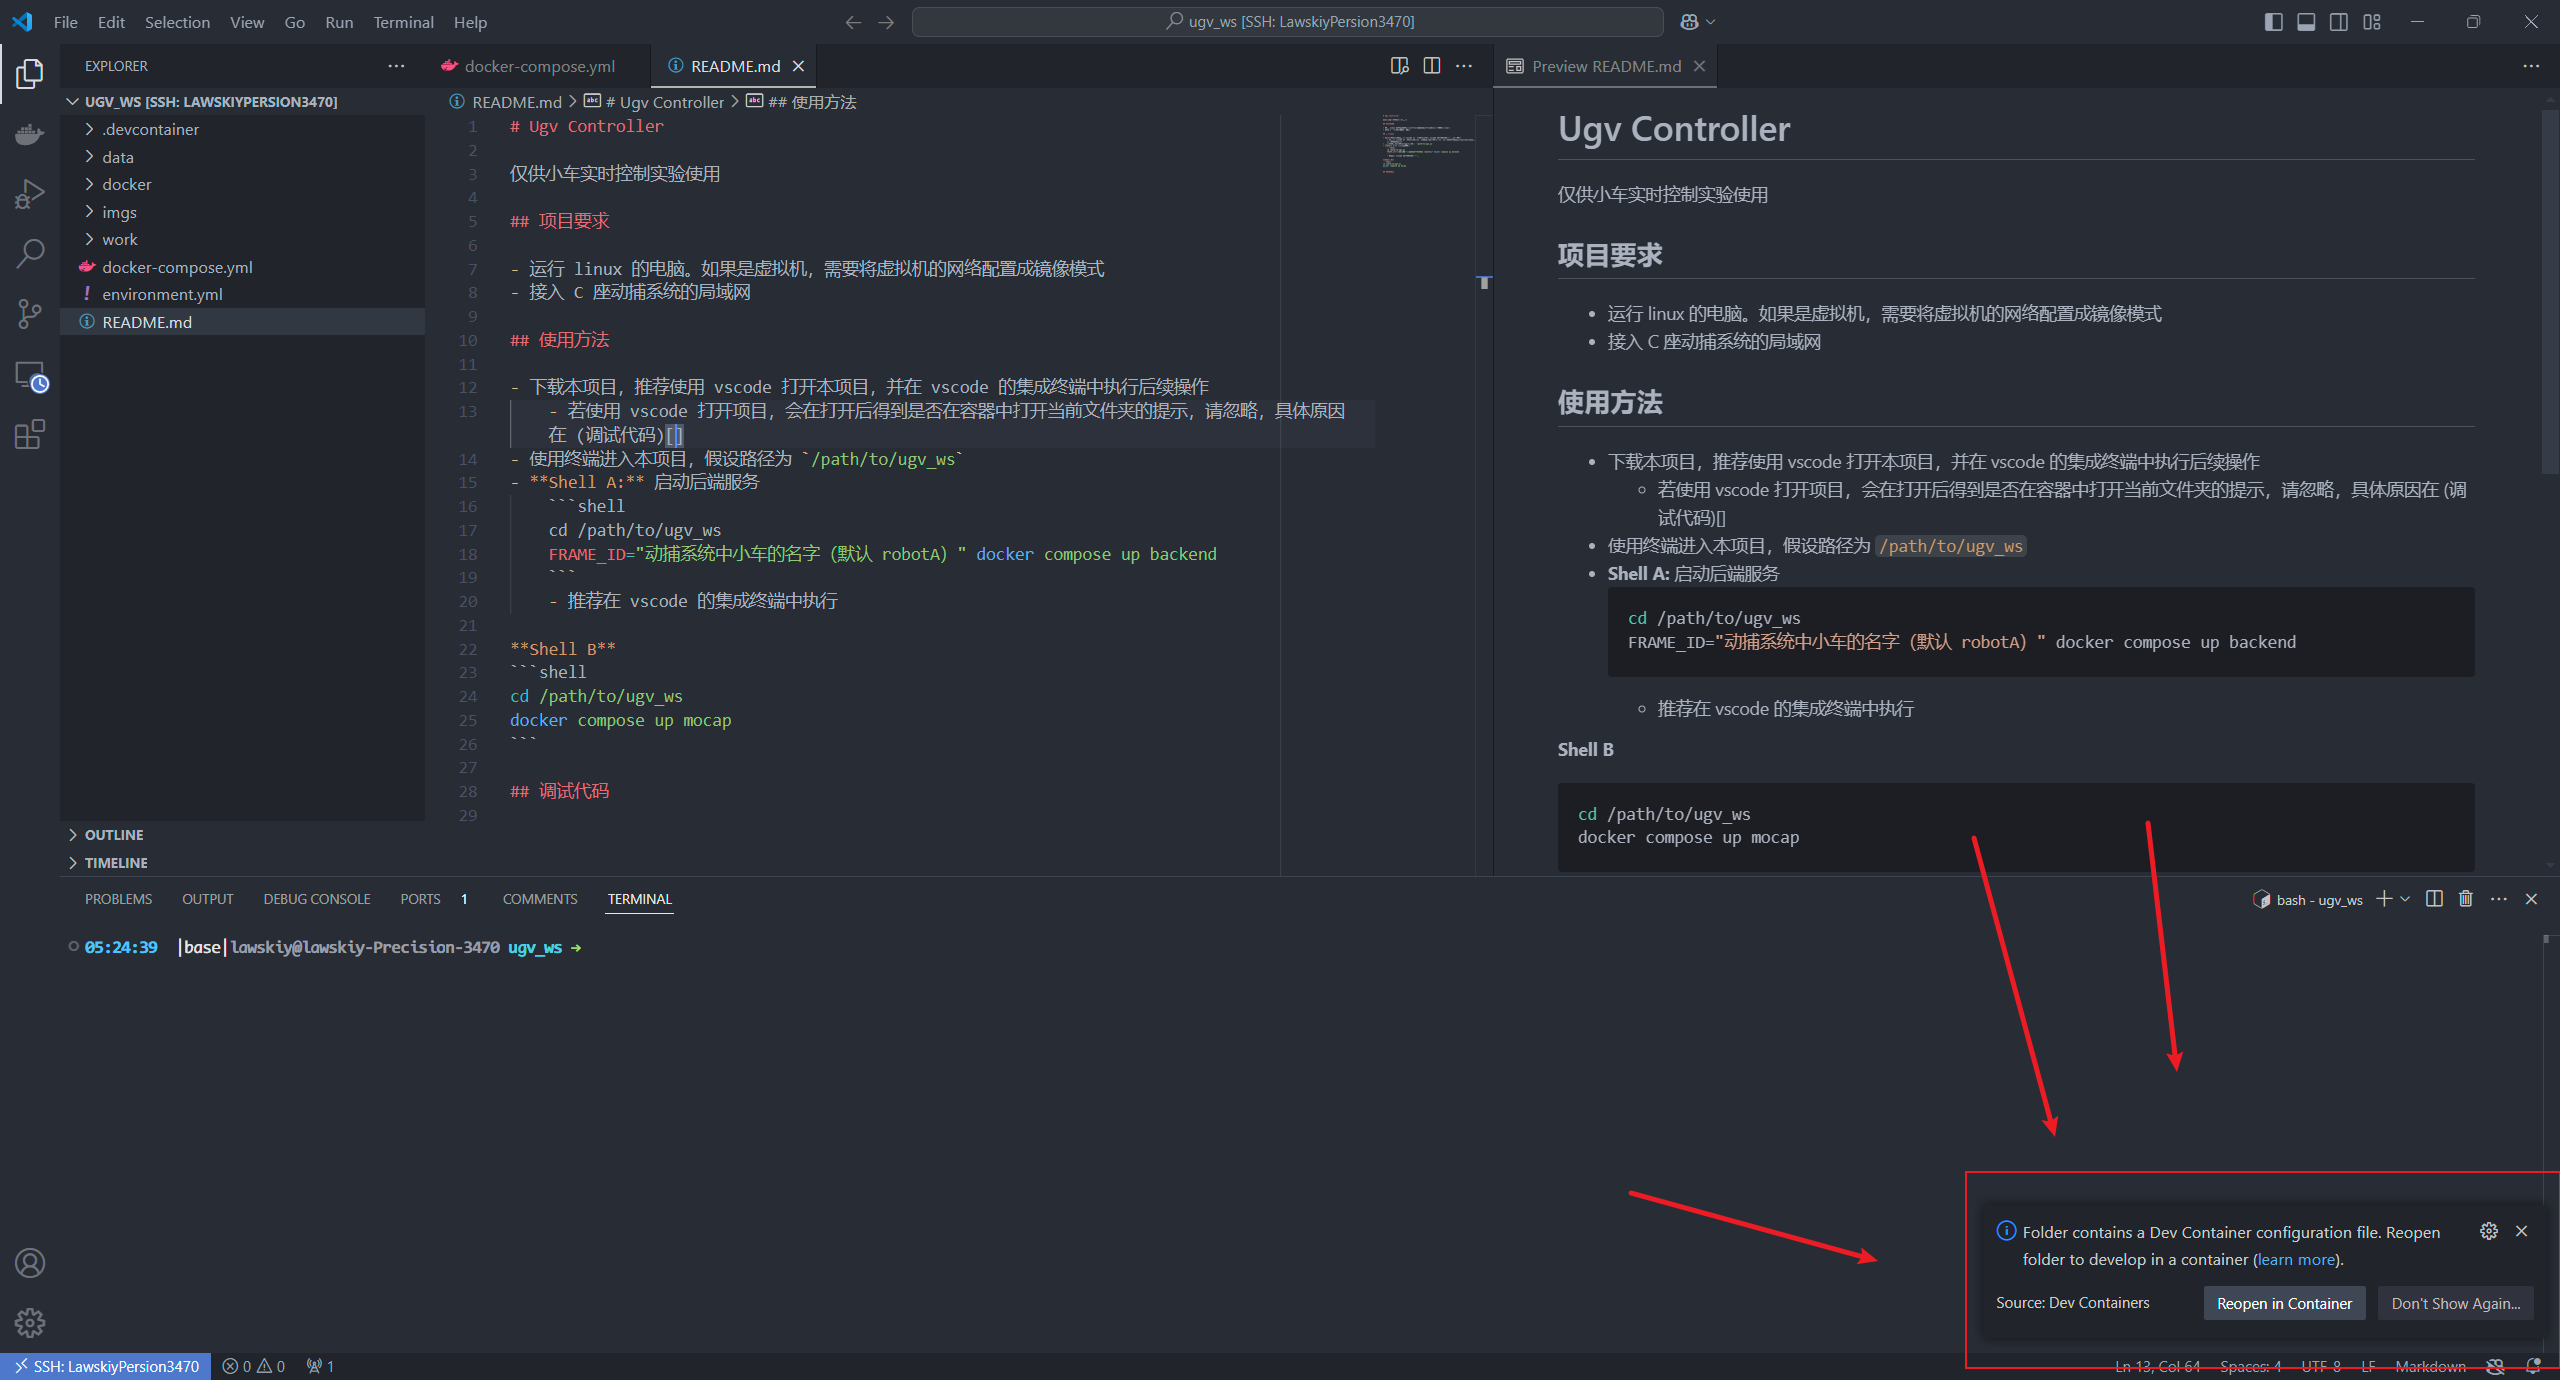 File Edit Selection View Go Run Terminal Help
ugv_ws [SSH: LawskiyPersion3470]
EXPLORER
UGV_WS [SSH: LAWSKIYPERSION3470]
.devcontainer
data
docker
imgs
work
docker-compose.yml
environment.yml
README.md
OUTLINE
TIMELINE
docker-compose.yml
README.md
README.md > # Ugv Controller > ## 使用方法
1 # Ugv Controller
2
3 仅供小车实时控制实验使用
4
5 ## 项目要求
6
7 - 运行 linux 的电脑。如果是虚拟机，需要将虚拟机的网络配置成镜像模式
8 - 接入 C 座动捕系统的局域网
9
10 ## 使用方法
11
12 - 下载本项目，推荐使用 vscode 打开本项目，并在 vscode 的集成终端中执行后续操作
13 - 若使用 vscode 打开项目，会在打开后得到是否在容器中打开当前文件夹的提示，请忽略，具体原因
在 (调试代码)[]
14 - 使用终端进入本项目，假设路径为 `/path/to/ugv_ws`
15 - **Shell A:** 启动后端服务
16 ```shell
17 cd /path/to/ugv_ws
18 FRAME_ID="动捕系统中小车的名字（默认 robotA）" docker compose up backend
19 ```
20 - 推荐在 vscode 的集成终端中执行
21
22 **Shell B**
23 ```shell
24 cd /path/to/ugv_ws
25 docker compose up mocap
26 ```
27
28 ## 调试代码
29
Preview README.md
Ugv Controller
仅供小车实时控制实验使用
项目要求
• 运行 linux 的电脑。如果是虚拟机，需要将虚拟机的网络配置成镜像模式
• 接入 C 座动捕系统的局域网
使用方法
• 下载本项目，推荐使用 vscode 打开本项目，并在 vscode 的集成终端中执行后续操作
◦ 若使用 vscode 打开项目，会在打开后得到是否在容器中打开当前文件夹的提示，请忽略，具体原因在 (调
试代码)[]
• 使用终端进入本项目，假设路径为 /path/to/ugv_ws
• Shell A: 启动后端服务
cd /path/to/ugv_ws
FRAME_ID="动捕系统中小车的名字（默认 robotA）" docker compose up backend
◦ 推荐在 vscode 的集成终端中执行
Shell B
cd /path/to/ugv_ws
docker compose up mocap
PROBLEMS OUTPUT DEBUG CONSOLE PORTS 1 COMMENTS TERMINAL
bash - ugv_ws
05:24:39 |base|lawskiy@lawskiy-Precision-3470 ugv_ws →
Folder contains a Dev Container configuration file. Reopen
folder to develop in a container (learn more).
Source: Dev Containers
Reopen in Container
Don't Show Again...
SSH: LawskiyPersion3470 0 0 1
Ln 13, Col 64 Spaces: 4 UTF-8 LF Markdown